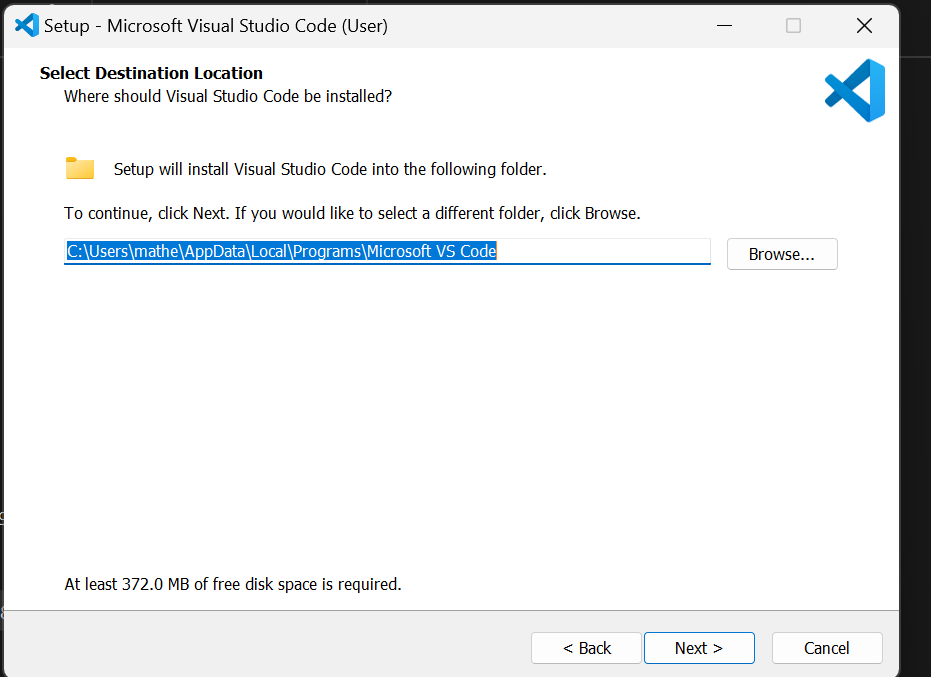 Setup - Microsoft Visual Studio Code (User)
Select Destination Location
Where should Visual Studio Code be installed?
Setup will install Visual Studio Code into the following folder.
To continue, click Next. If you would like to select a different folder, click Browse.
C:\Users\mathe\AppData\Local\Programs\Microsoft VS Code
Browse...
At least 372.0 MB of free disk space is required.
< Back
Next >
Cancel